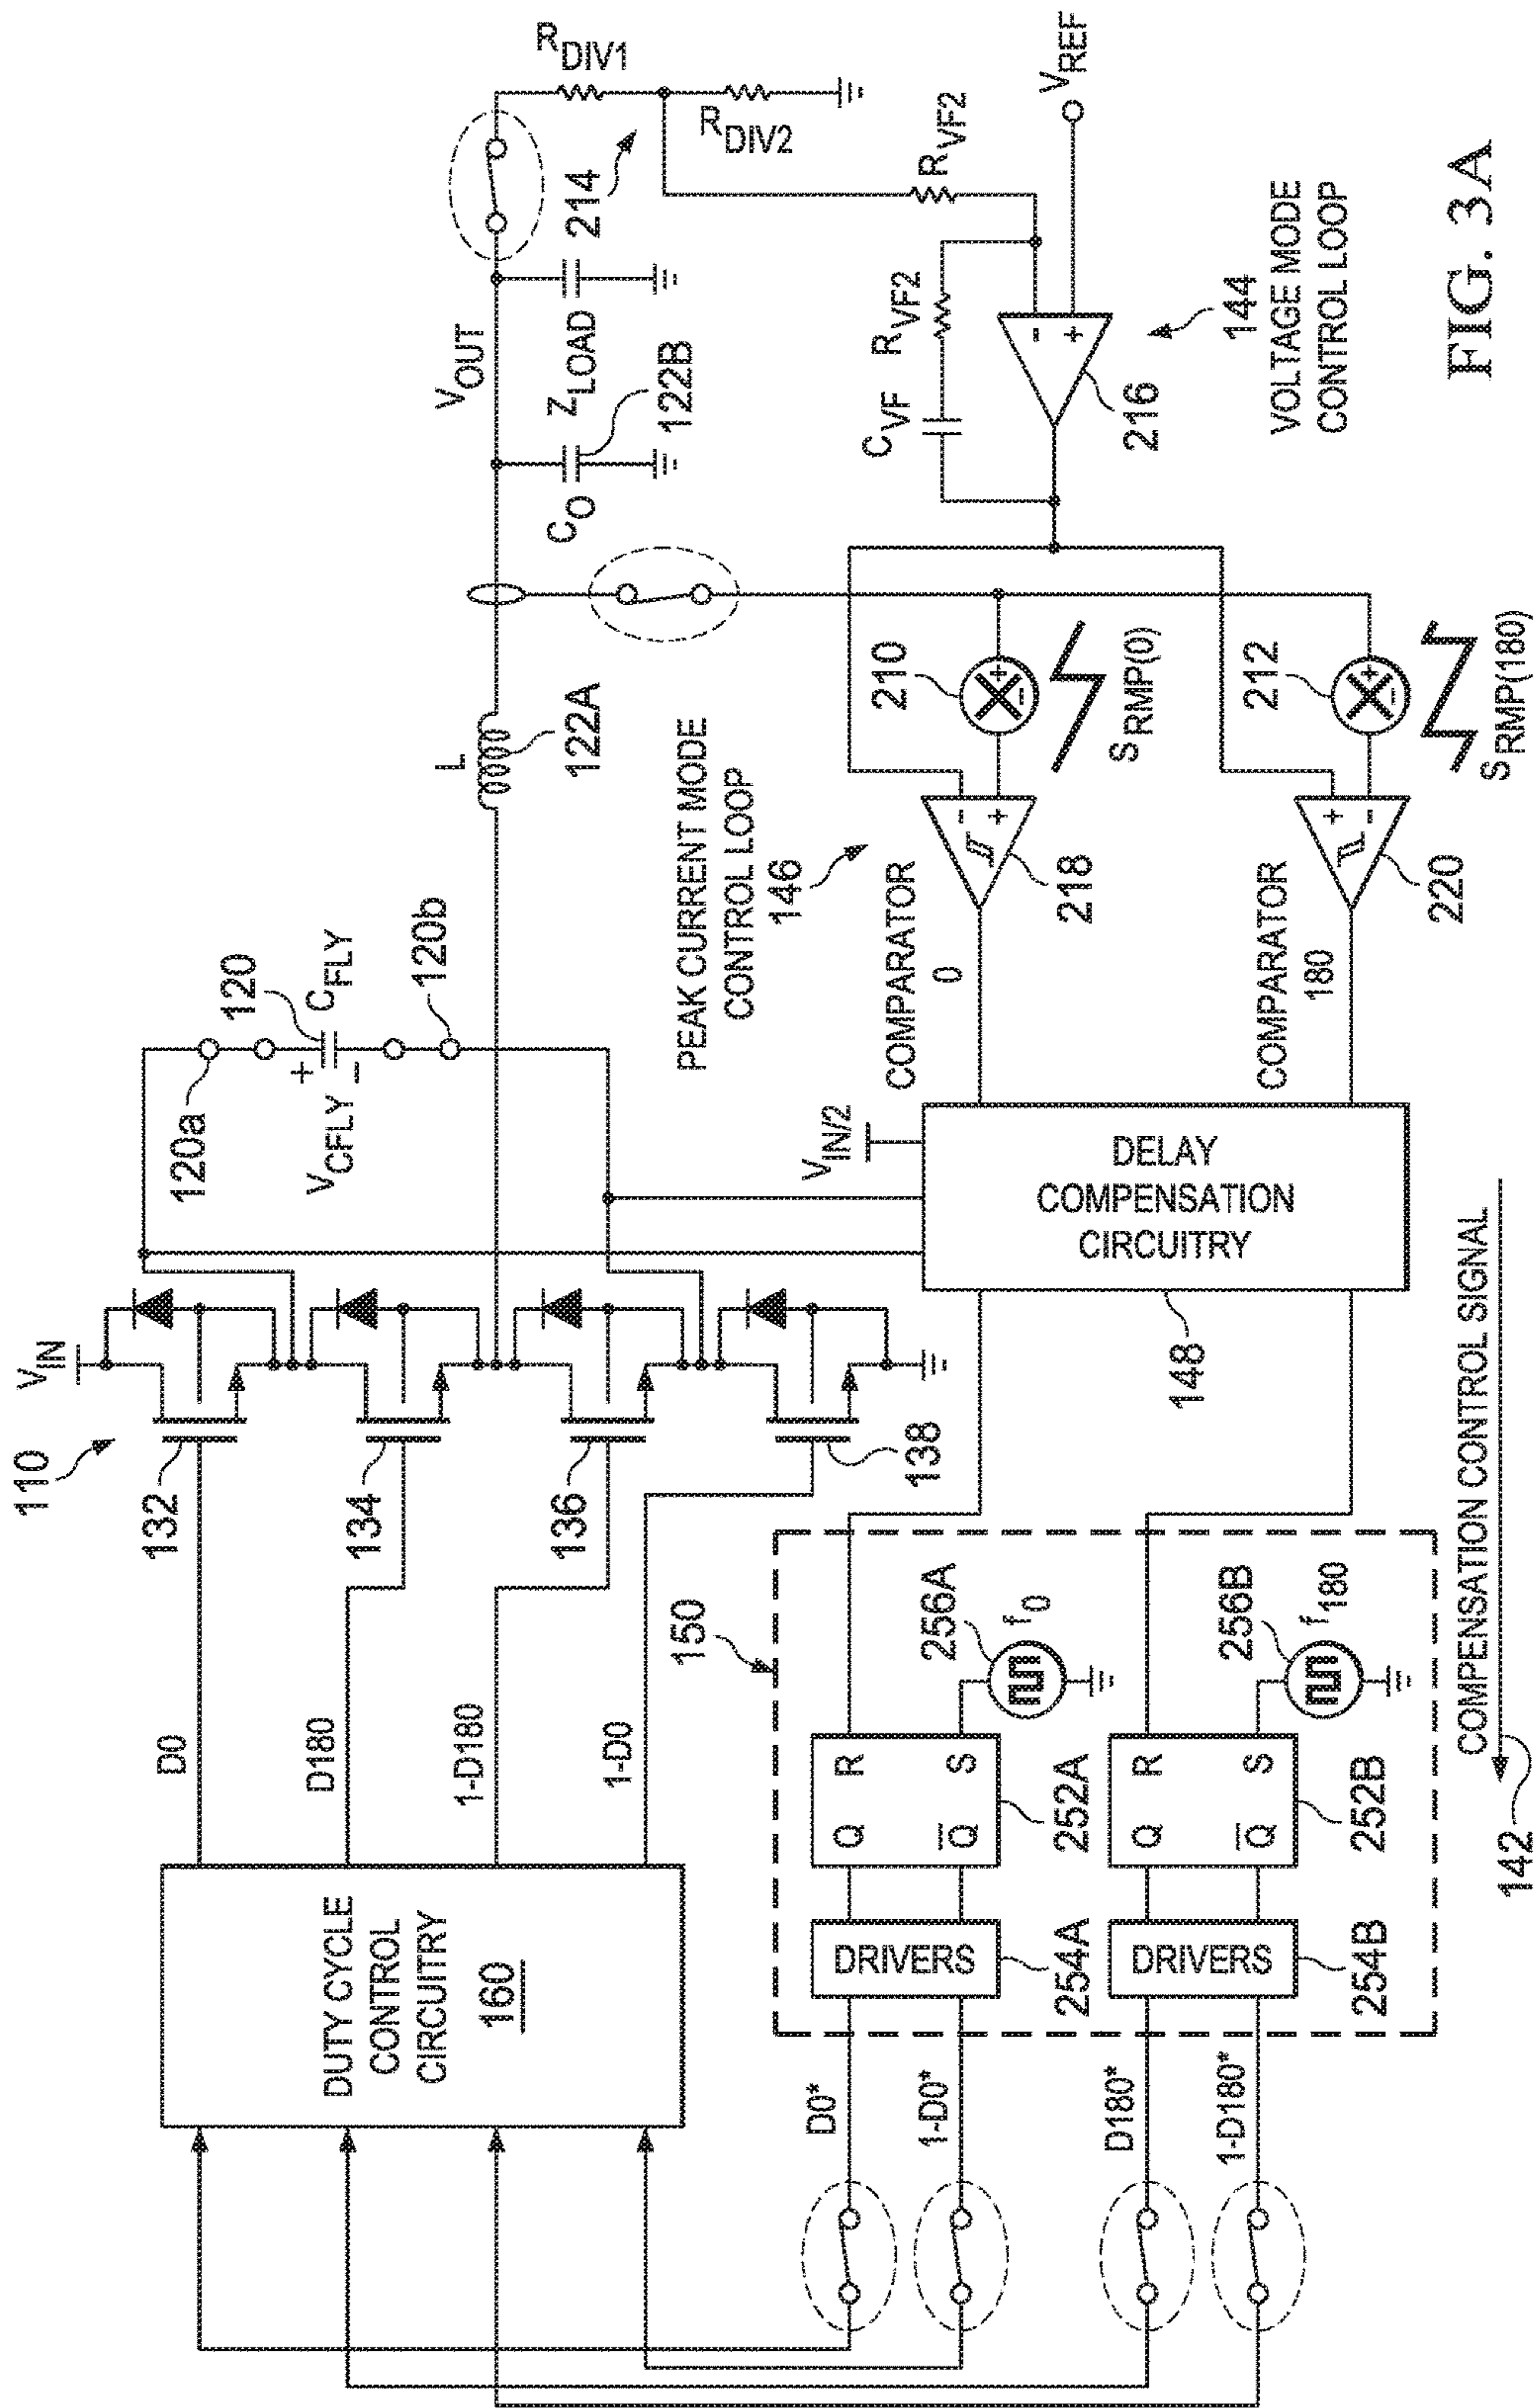 110
V_IN
132
134
136
138
D0
D180
1-D180
1-D0
DUTY CYCLE
CONTROL
CIRCUITRY
160
120a
120
C_FLY
+
V_CFLY
-
120b
L
122A
V_OUT
C_O
122B
Z_LOAD
214
R_DIV1
R_DIV2
R_VF2
V_REF
C_VF
R_VF2
-
+
216
144
VOLTAGE MODE
CONTROL LOOP
PEAK CURRENT MODE
CONTROL LOOP
146
210
+
-
S_RMP(0)
212
+
-
S_RMP(180)
-
+
218
+
-
220
COMPARATOR
0
COMPARATOR
180
V_IN/2
DELAY
COMPENSATION
CIRCUITRY
148
150
256A
f_0
256B
f_180
Q R
Q̅ S
252A
Q R
Q̅ S
252B
DRIVERS
254A
DRIVERS
254B
D0*
1-D0*
D180*
1-D180*
COMPENSATION CONTROL SIGNAL
142
FIG. 3A